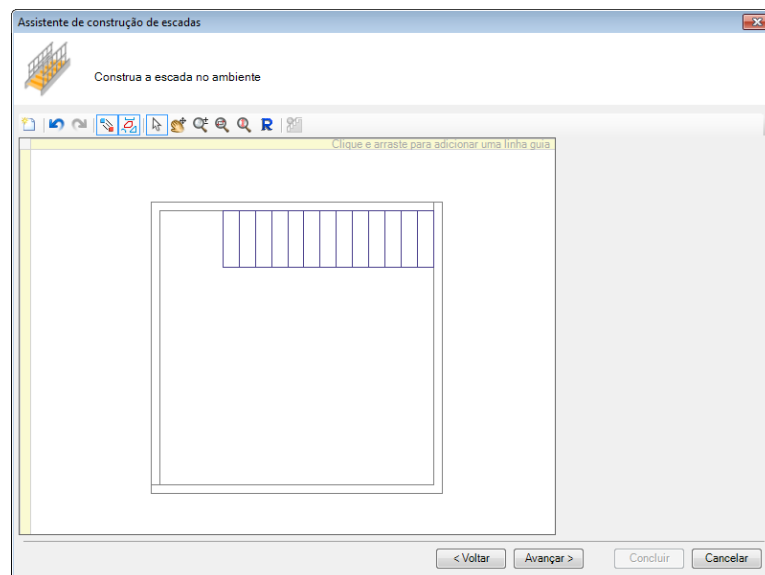 Assistente de construção de escadas
Construa a escada no ambiente
R
Clique e arraste para adicionar uma linha guia
< Voltar
Avançar >
Concluir
Cancelar